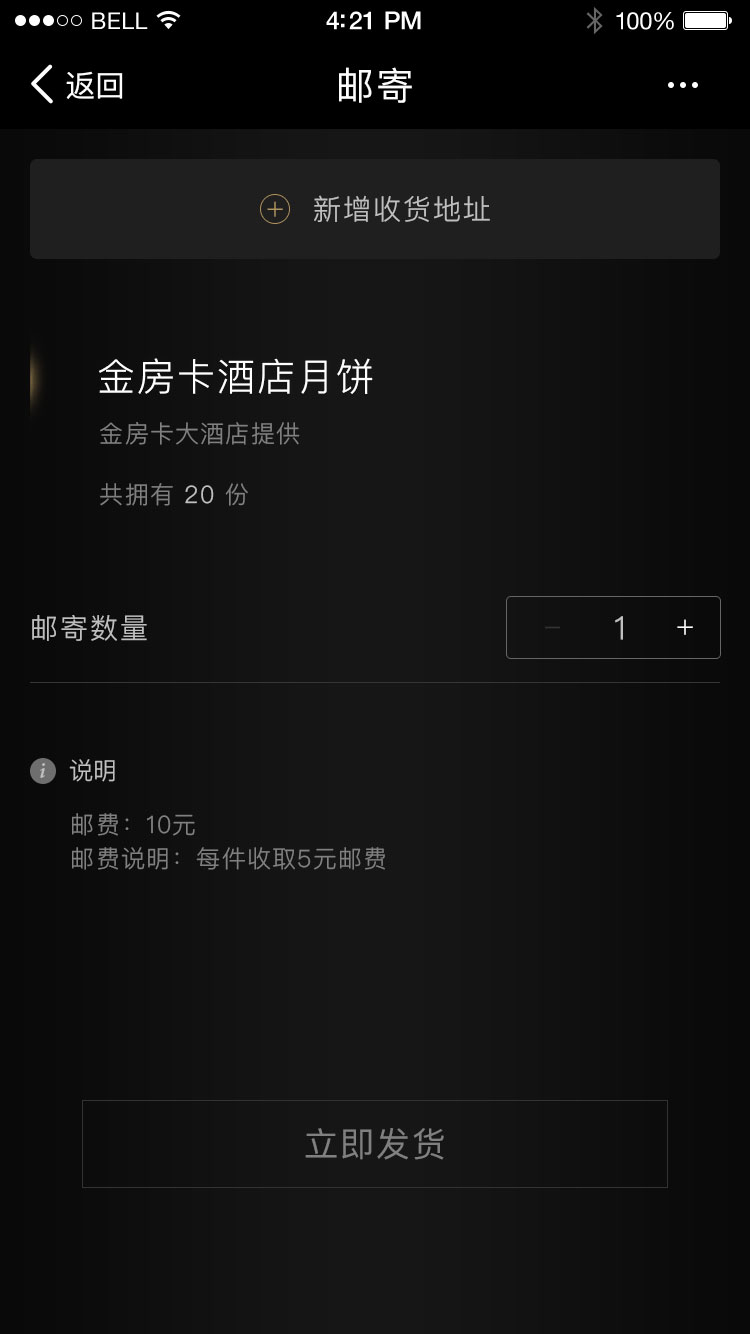 BELL 4:21 PM 100%
返回 邮寄 ···
新增收货地址
金房卡酒店月饼
金房卡大酒店提供
共拥有 20 份
邮寄数量 － 1 +
i 说明
邮费：10元
邮费说明：每件收取5元邮费
立即发货